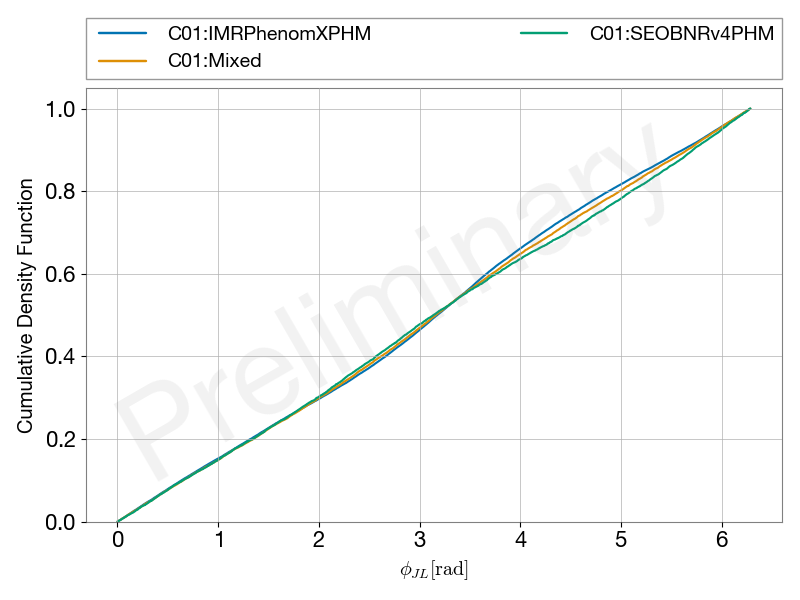 C01:IMRPhenomXPHM
C01:Mixed
C01:SEOBNRv4PHM
Cumulative Density Function
1.0
0.8
0.6
0.4
0.2
0.0
Preliminary
0 1 2 3 4 5 6
ϕ_JL [rad]